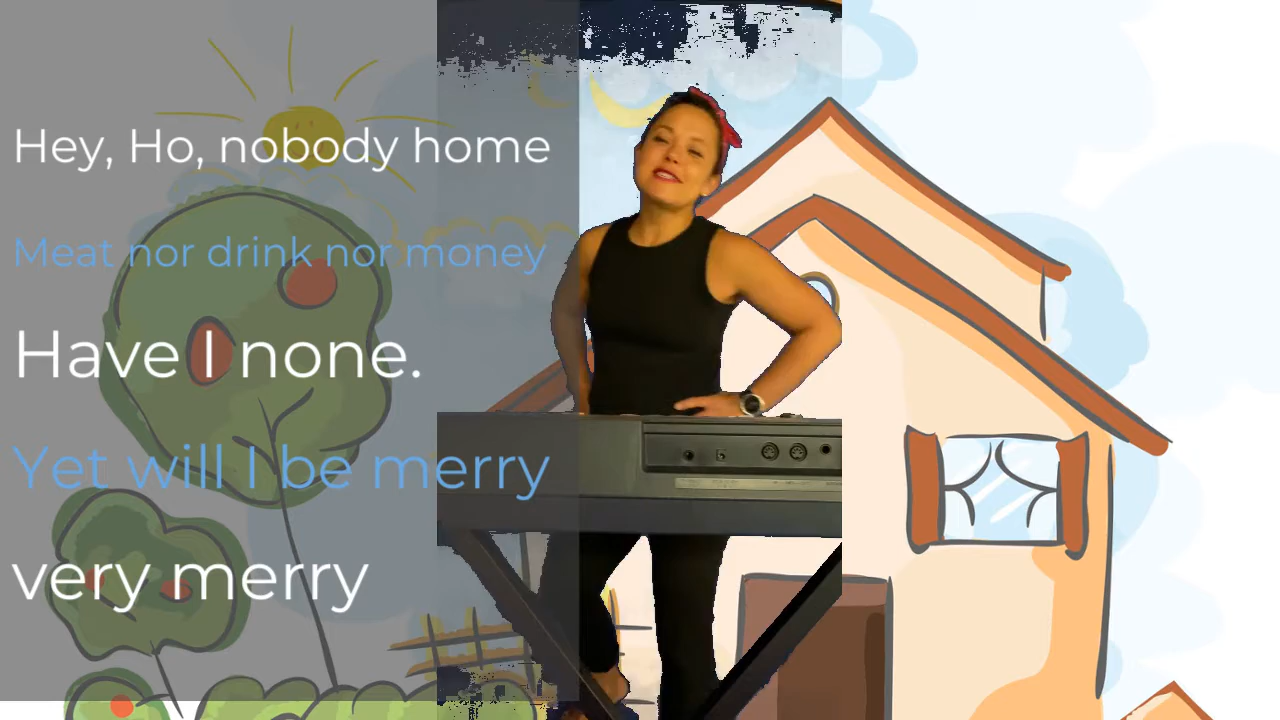 Hey, Ho, nobody home
Meat nor drink nor money
Have I none.
Yet will I be merry
very merry